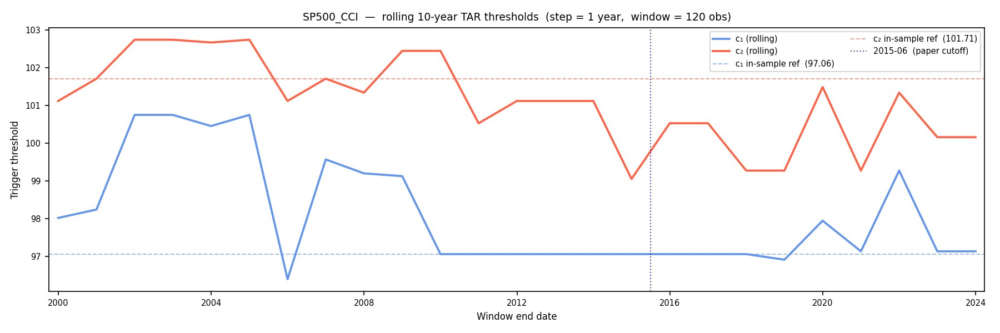 SP500_CCI — rolling 10-year TAR thresholds (step = 1 year, window = 120 obs)
c₁ (rolling)
c₂ (rolling)
c₁ in-sample ref (97.06)
c₂ in-sample ref (101.71)
2015-06 (paper cutoff)
Trigger threshold
103
102
101
100
99
98
97
2000 2004 2008 2012 2016 2020 2024
Window end date